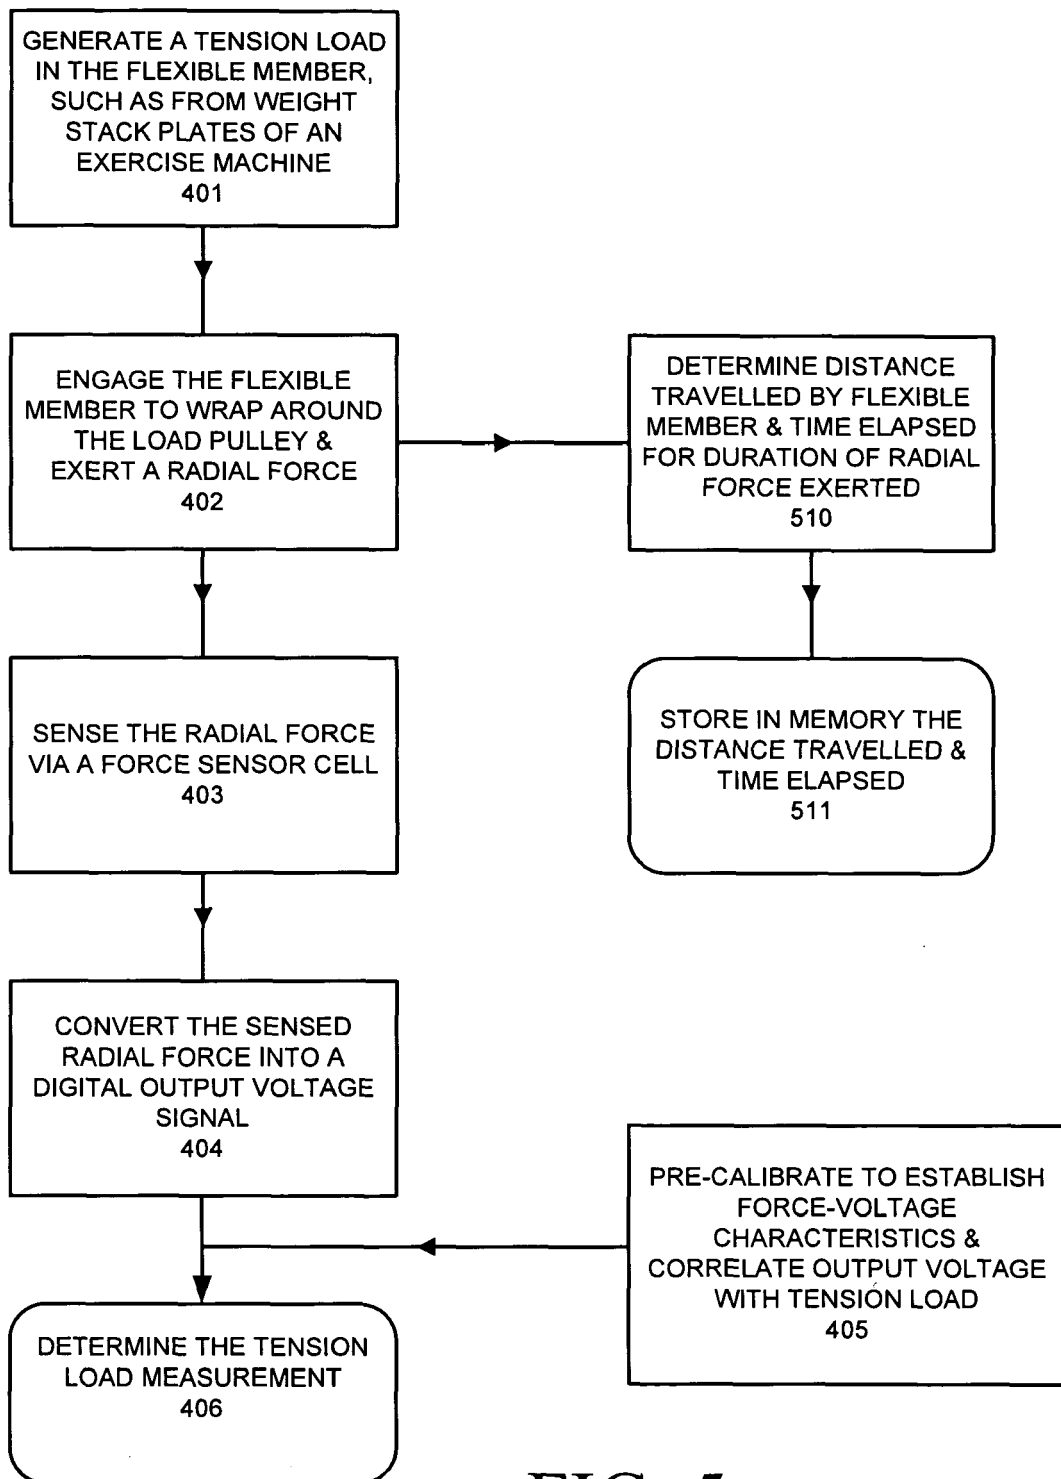 GENERATE A TENSION LOAD
IN THE FLEXIBLE MEMBER,
SUCH AS FROM WEIGHT
STACK PLATES OF AN
EXERCISE MACHINE
401
ENGAGE THE FLEXIBLE
MEMBER TO WRAP AROUND
THE LOAD PULLEY &
EXERT A RADIAL FORCE
402
DETERMINE DISTANCE
TRAVELLED BY FLEXIBLE
MEMBER & TIME ELAPSED
FOR DURATION OF RADIAL
FORCE EXERTED
510
SENSE THE RADIAL FORCE
VIA A FORCE SENSOR CELL
403
STORE IN MEMORY THE
DISTANCE TRAVELLED &
TIME ELAPSED
511
CONVERT THE SENSED
RADIAL FORCE INTO A
DIGITAL OUTPUT VOLTAGE
SIGNAL
404
PRE-CALIBRATE TO ESTABLISH
FORCE-VOLTAGE
CHARACTERISTICS &
CORRELATE OUTPUT VOLTAGE
WITH TENSION LOAD
405
DETERMINE THE TENSION
LOAD MEASUREMENT
406